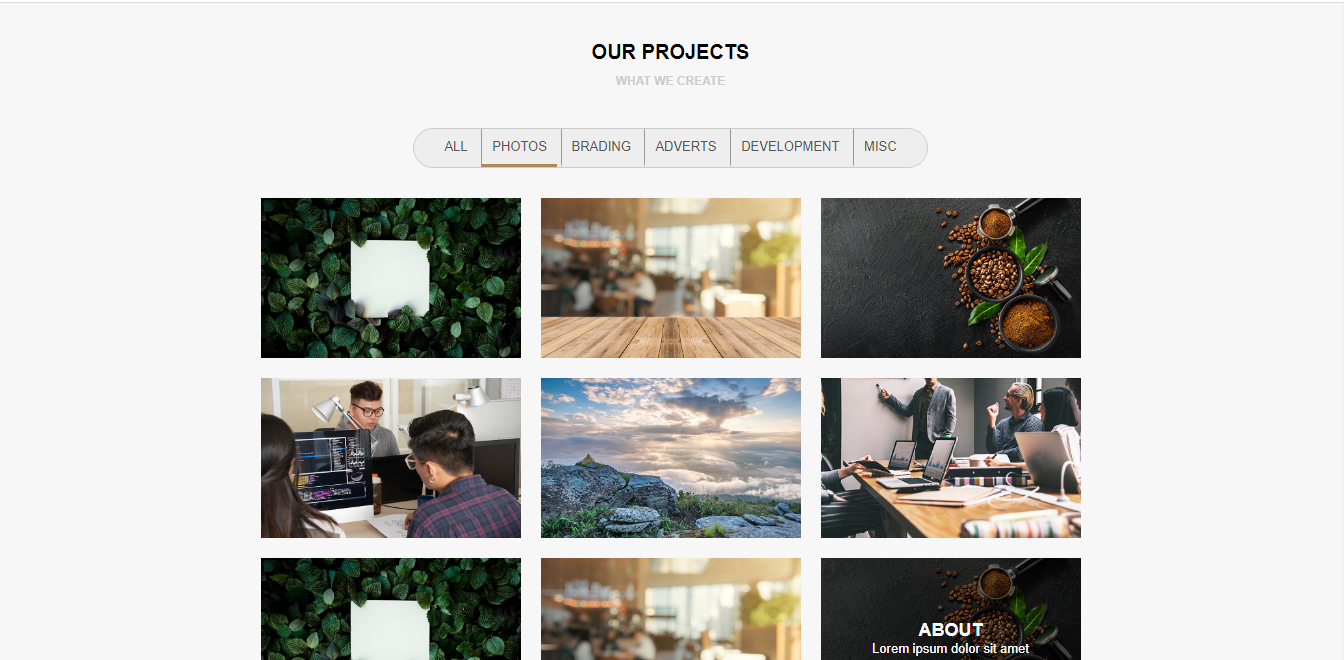 OUR PROJECTS
WHAT WE CREATE
ALL PHOTOS BRADING ADVERTS DEVELOPMENT MISC
ABOUT
Lorem ipsum dolor sit amet